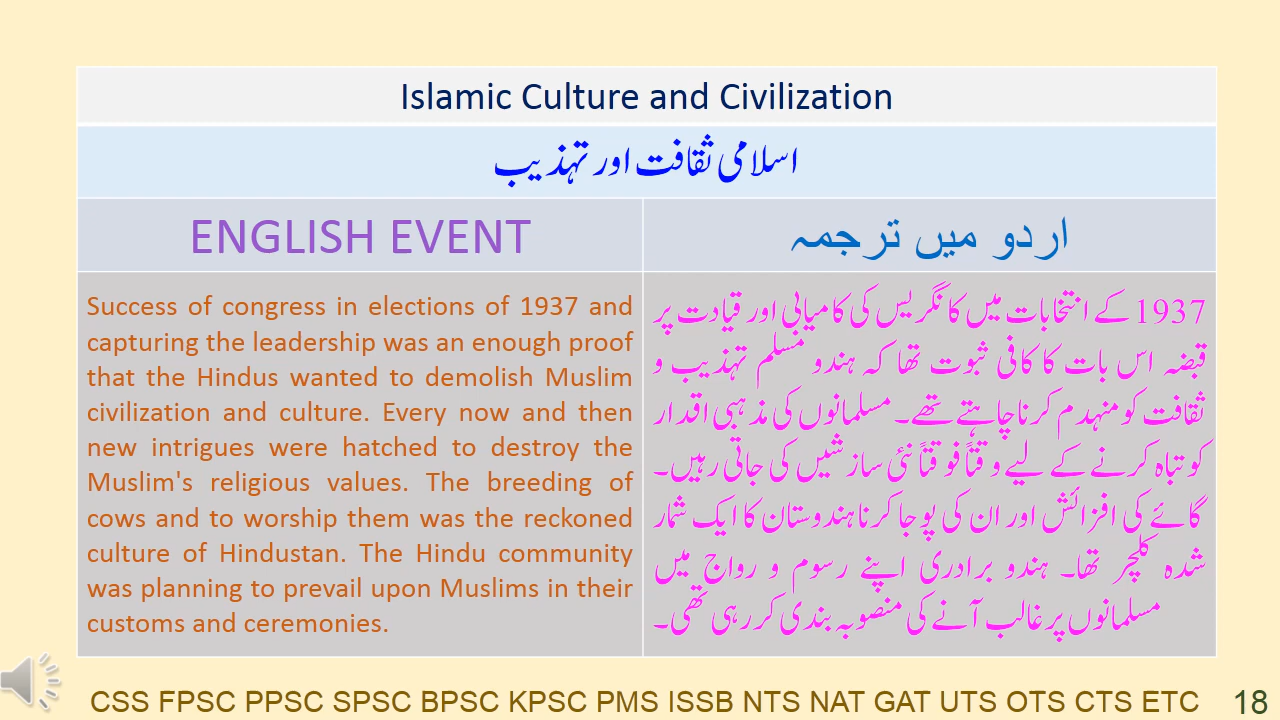 Islamic Culture and Civilization
اسلامی ثقافت اور تہذیب
ENGLISH EVENT
اردو میں ترجمہ
Success of congress in elections of 1937 and
capturing the leadership was an enough proof
that the Hindus wanted to demolish Muslim
civilization and culture. Every now and then
new intrigues were hatched to destroy the
Muslim's religious values. The breeding of
cows and to worship them was the reckoned
culture of Hindustan. The Hindu community
was planning to prevail upon Muslims in their
customs and ceremonies.
1937 کے انتخابات میں کانگریس کی کامیابی اور قیادت پر
قبضہ اس بات کا کافی ثبوت تھا کہ ہندو مسلم تہذیب و
ثقافت کو منہدم کرنا چاہتے تھے۔ مسلمانوں کی مذہبی اقدار
کو تباہ کرنے کے لیے وقتاً فوقتاً نئی سازشیں کی جاتی رہیں۔
گائے کی افزائش اور ان کی پوجا کرنا ہندوستان کا ایک شمار
شدہ کلچر تھا۔ ہندو برادری اپنے رسوم و رواج میں
مسلمانوں پر غالب آنے کی منصوبہ بندی کر رہی تھی۔
CSS FPSC PPSC SPSC BPSC KPSC PMS ISSB NTS NAT GAT UTS OTS CTS ETC
18